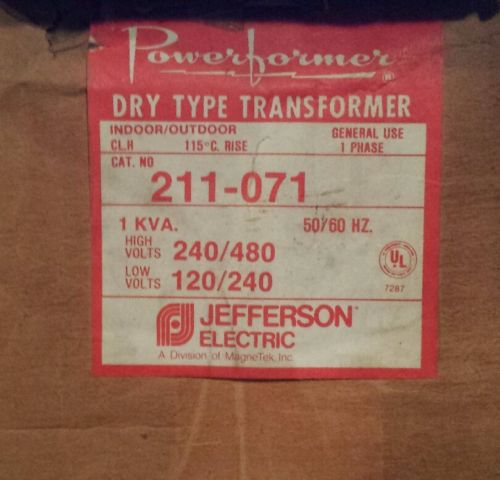 Powerformer ®
DRY TYPE TRANSFORMER
INDOOR/OUTDOOR GENERAL USE
CL.H 115°C. RISE 1 PHASE
CAT. NO
211-071
1 KVA. 50/60 HZ.
HIGH VOLTS 240/480
LOW VOLTS 120/240
UL
7287
JEFFERSON
ELECTRIC
A Division of MagneTek, Inc.